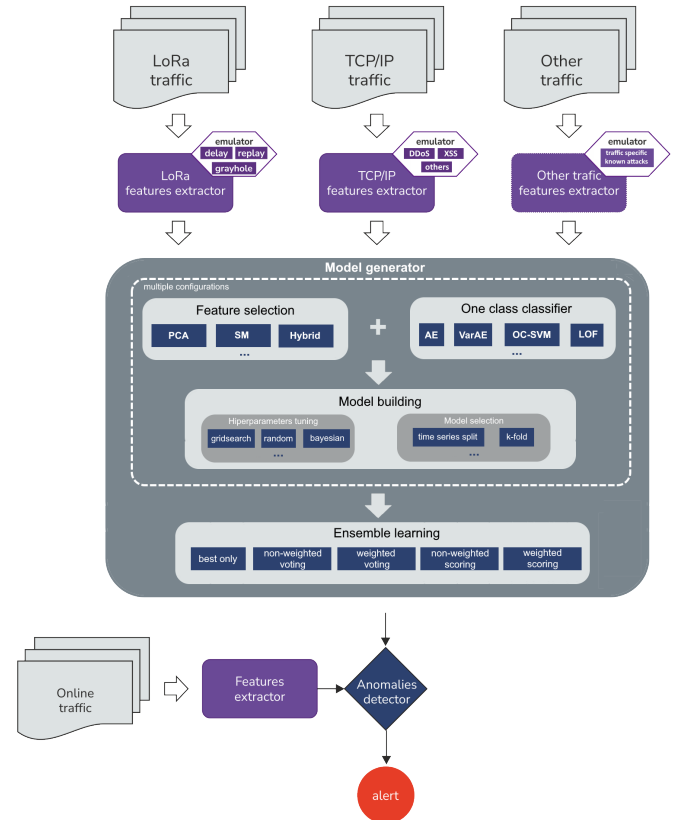 LoRa
traffic
TCP/IP
traffic
Other
traffic
emulator
delay replay
grayhole
LoRa
features extractor
emulator
DDoS XSS
others
TCP/IP
features extractor
emulator
traffic specific
known attacks
Other trafic
features extractor
Model generator
multiple configurations
Feature selection
PCA SM Hybrid
...
+
One class classifier
AE VarAE OC-SVM LOF
...
Model building
Hiperparameters tuning
gridsearch random bayesian
...
Model selection
time series split k-fold
...
Ensemble learning
best only
non-weighted
voting
weighted
voting
non-weighted
scoring
weighted
scoring
Online
traffic
Features
extractor
Anomalies
detector
alert